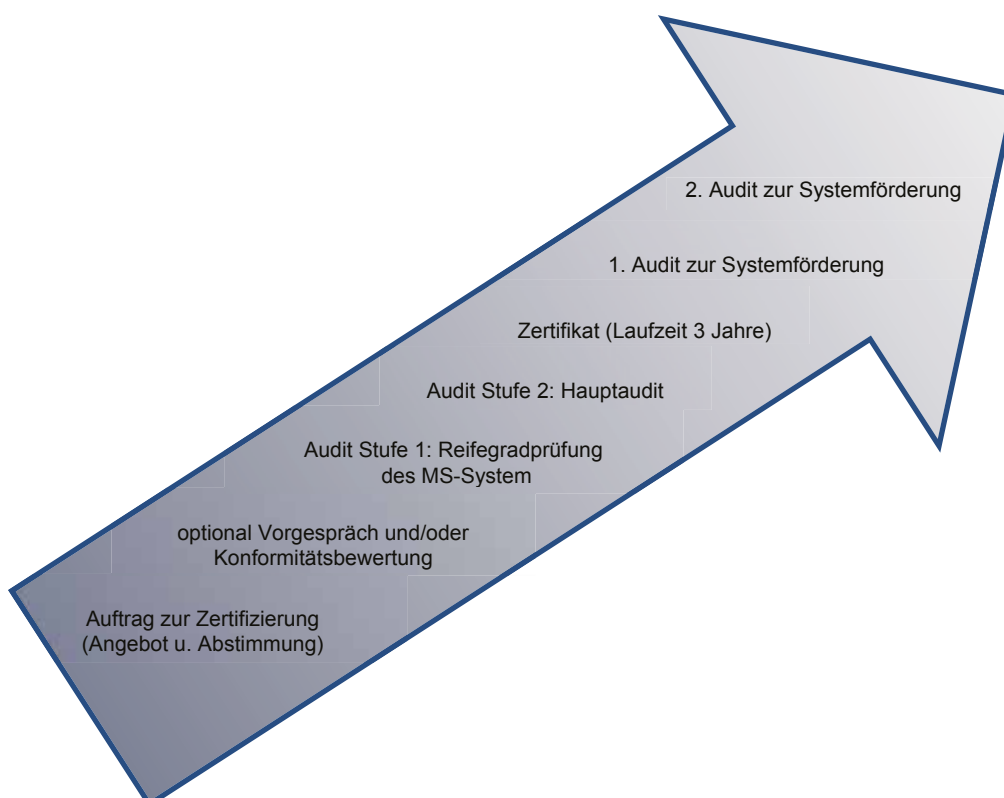 2. Audit zur Systemförderung
1. Audit zur Systemförderung
Zertifikat (Laufzeit 3 Jahre)
Audit Stufe 2: Hauptaudit
Audit Stufe 1: Reifegradprüfung
des MS-System
optional Vorgespräch und/oder
Konformitätsbewertung
Auftrag zur Zertifizierung
(Angebot u. Abstimmung)